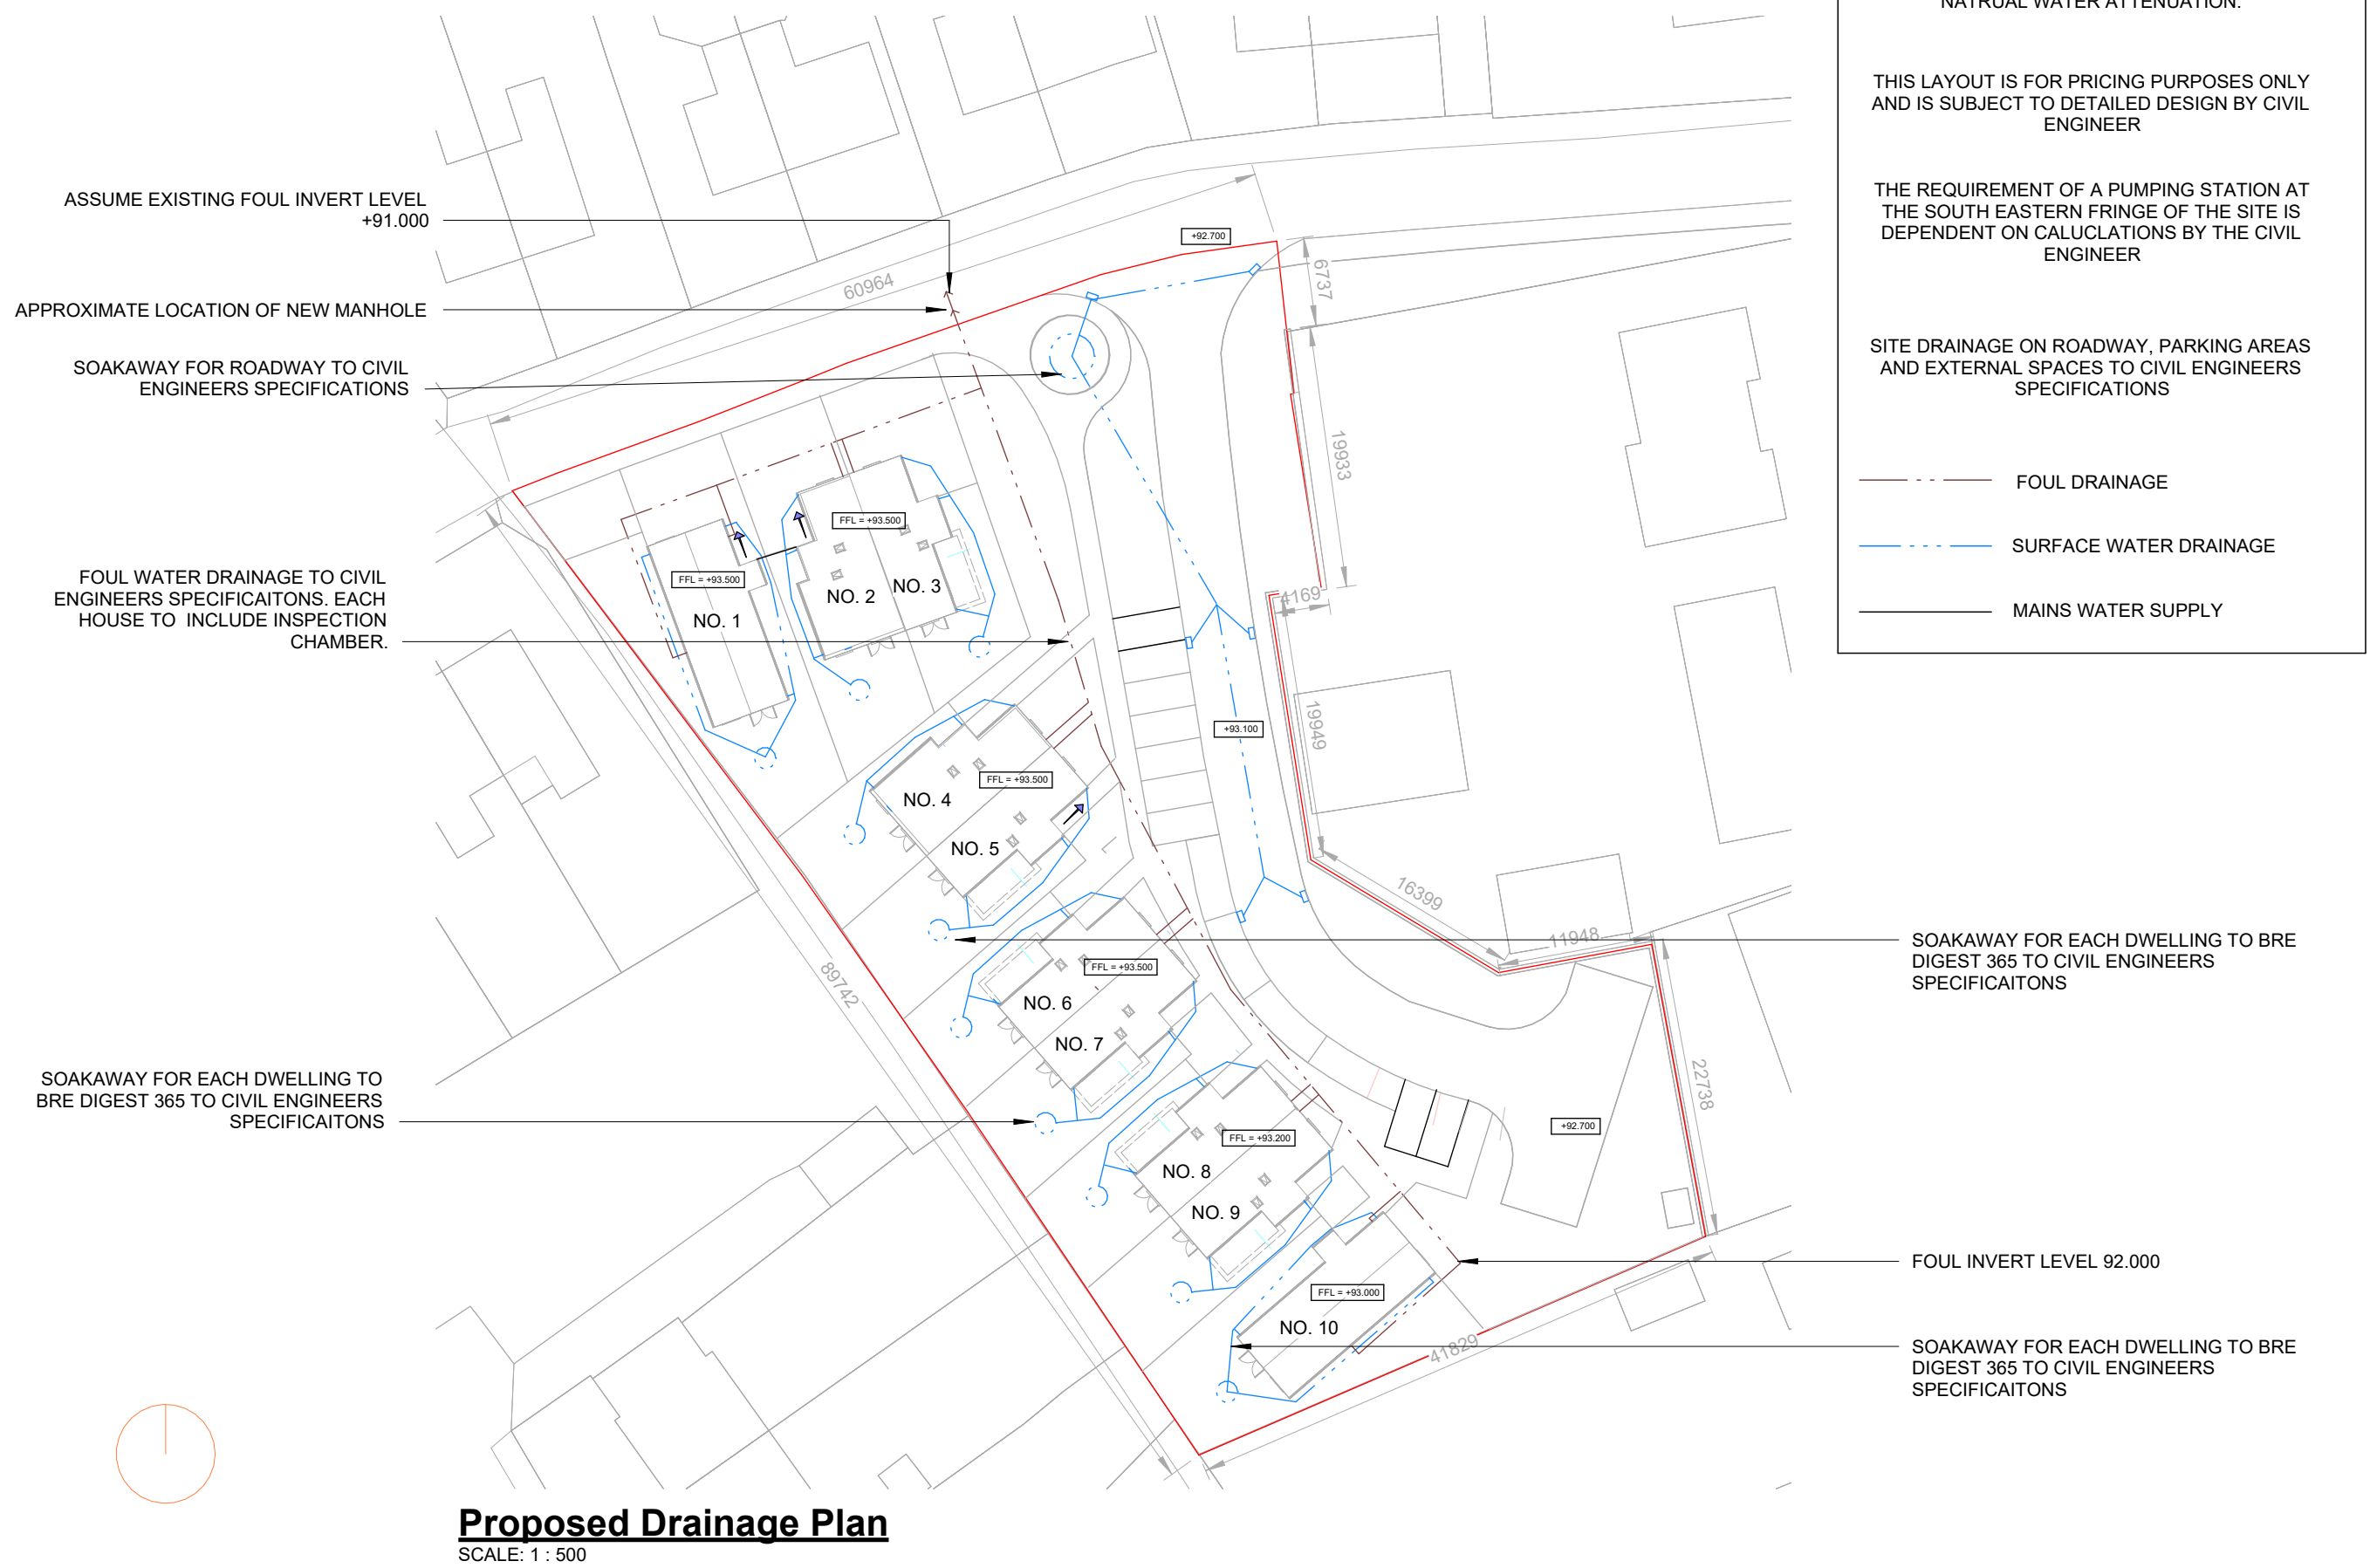 NATRUAL WATER ATTENUATION.
THIS LAYOUT IS FOR PRICING PURPOSES ONLY
AND IS SUBJECT TO DETAILED DESIGN BY CIVIL
ENGINEER
THE REQUIREMENT OF A PUMPING STATION AT
THE SOUTH EASTERN FRINGE OF THE SITE IS
DEPENDENT ON CALUCLATIONS BY THE CIVIL
ENGINEER
SITE DRAINAGE ON ROADWAY, PARKING AREAS
AND EXTERNAL SPACES TO CIVIL ENGINEERS
SPECIFICATIONS
FOUL DRAINAGE
SURFACE WATER DRAINAGE
MAINS WATER SUPPLY
ASSUME EXISTING FOUL INVERT LEVEL
+91.000
APPROXIMATE LOCATION OF NEW MANHOLE
SOAKAWAY FOR ROADWAY TO CIVIL
ENGINEERS SPECIFICATIONS
FOUL WATER DRAINAGE TO CIVIL
ENGINEERS SPECIFICAITONS. EACH
HOUSE TO INCLUDE INSPECTION
CHAMBER.
SOAKAWAY FOR EACH DWELLING TO
BRE DIGEST 365 TO CIVIL ENGINEERS
SPECIFICAITONS
60964
+92.700
6737
19933
4169
19949
+93.100
16399
11948
22738
+92.700
41829
89742
FFL = +93.500
NO. 1
FFL = +93.500
NO. 2
NO. 3
FFL = +93.500
NO. 4
NO. 5
FFL = +93.500
NO. 6
NO. 7
FFL = +93.200
NO. 8
NO. 9
FFL = +93.000
NO. 10
SOAKAWAY FOR EACH DWELLING TO BRE
DIGEST 365 TO CIVIL ENGINEERS
SPECIFICAITONS
FOUL INVERT LEVEL 92.000
SOAKAWAY FOR EACH DWELLING TO BRE
DIGEST 365 TO CIVIL ENGINEERS
SPECIFICAITONS
Proposed Drainage Plan
SCALE: 1 : 500